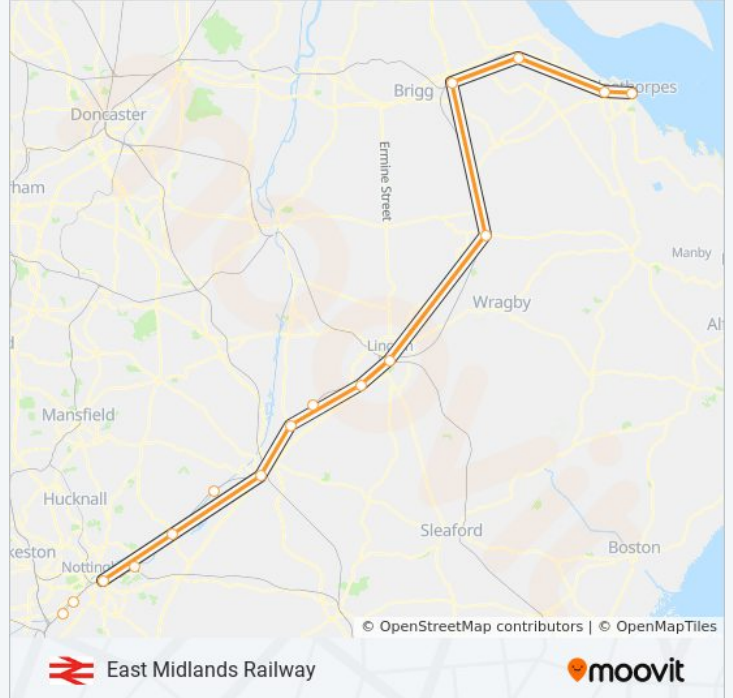 Brigg
Doncaster
Ermine Street
Manby
Wragby
Mansfield
Hucknall
Sleaford
Boston
© OpenStreetMap contributors | © OpenMapTiles
East Midlands Railway
moovit